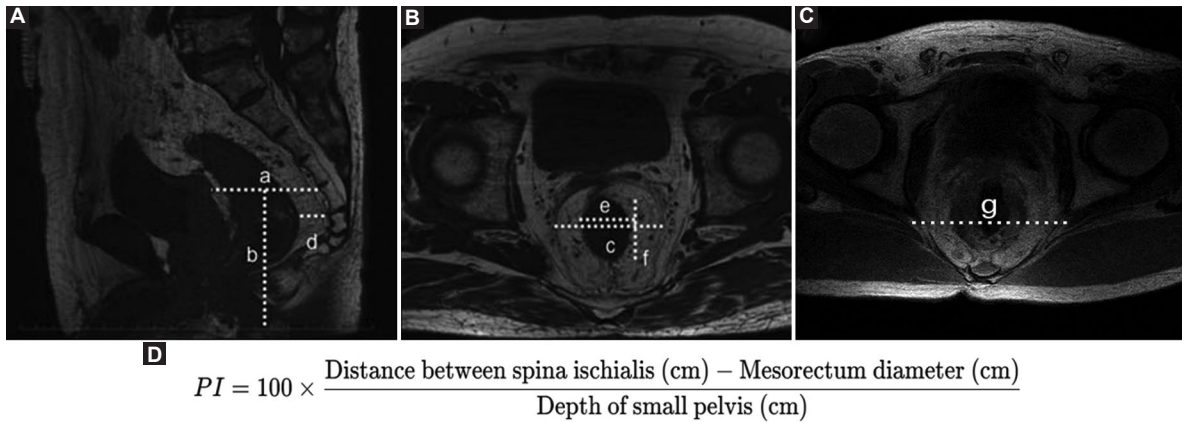 A
B
C
a
b
d
e
c
f
g
D
PI = 100 × Distance between spina ischialis (cm) − Mesorectum diameter (cm)
Depth of small pelvis (cm)